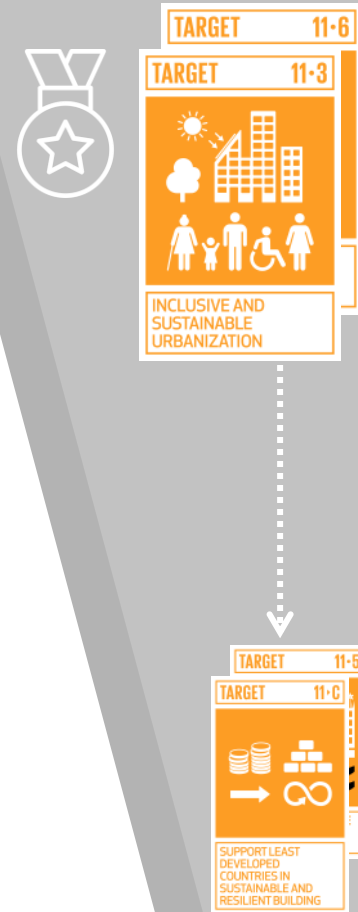 TARGET 11·6
TARGET 11·3
INCLUSIVE AND
SUSTAINABLE
URBANIZATION
TARGET 11·5
TARGET 11·C
SUPPORT LEAST
DEVELOPED
COUNTRIES IN
SUSTAINABLE AND
RESILIENT BUILDING